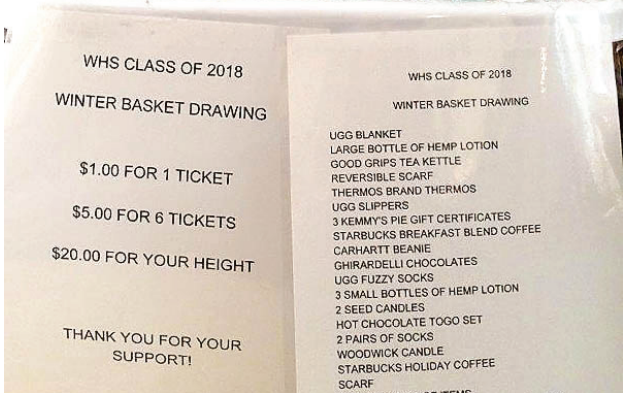 WHS CLASS OF 2018
WINTER BASKET DRAWING
$1.00 FOR 1 TICKET
$5.00 FOR 6 TICKETS
$20.00 FOR YOUR HEIGHT
THANK YOU FOR YOUR
SUPPORT!
WHS CLASS OF 2018
WINTER BASKET DRAWING
UGG BLANKET
LARGE BOTTLE OF HEMP LOTION
GOOD GRIPS TEA KETTLE
REVERSIBLE SCARF
THERMOS BRAND THERMOS
UGG SLIPPERS
3 KEMMY'S PIE GIFT CERTIFICATES
STARBUCKS BREAKFAST BLEND COFFEE
CARHARTT BEANIE
GHIRARDELLI CHOCOLATES
UGG FUZZY SOCKS
3 SMALL BOTTLES OF HEMP LOTION
2 SEED CANDLES
HOT CHOCOLATE TOGO SET
2 PAIRS OF SOCKS
WOODWICK CANDLE
STARBUCKS HOLIDAY COFFEE
SCARF
ITEMS